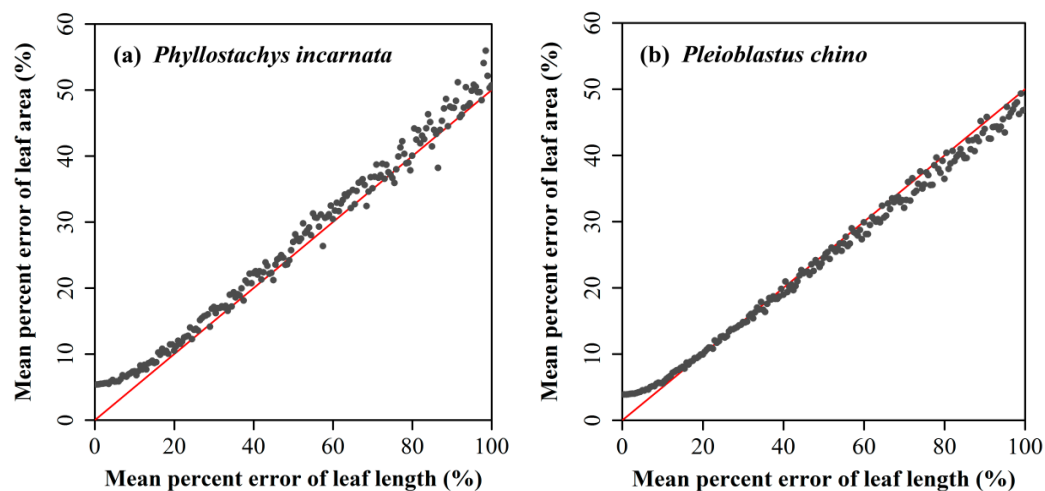 (a) Phyllostachys incarnata
Mean percent error of leaf area (%)
0 10 20 30 40 50 60
0 20 40 60 80 100
Mean percent error of leaf length (%)
(b) Pleioblastus chino
Mean percent error of leaf area (%)
0 10 20 30 40 50 60
0 20 40 60 80 100
Mean percent error of leaf length (%)